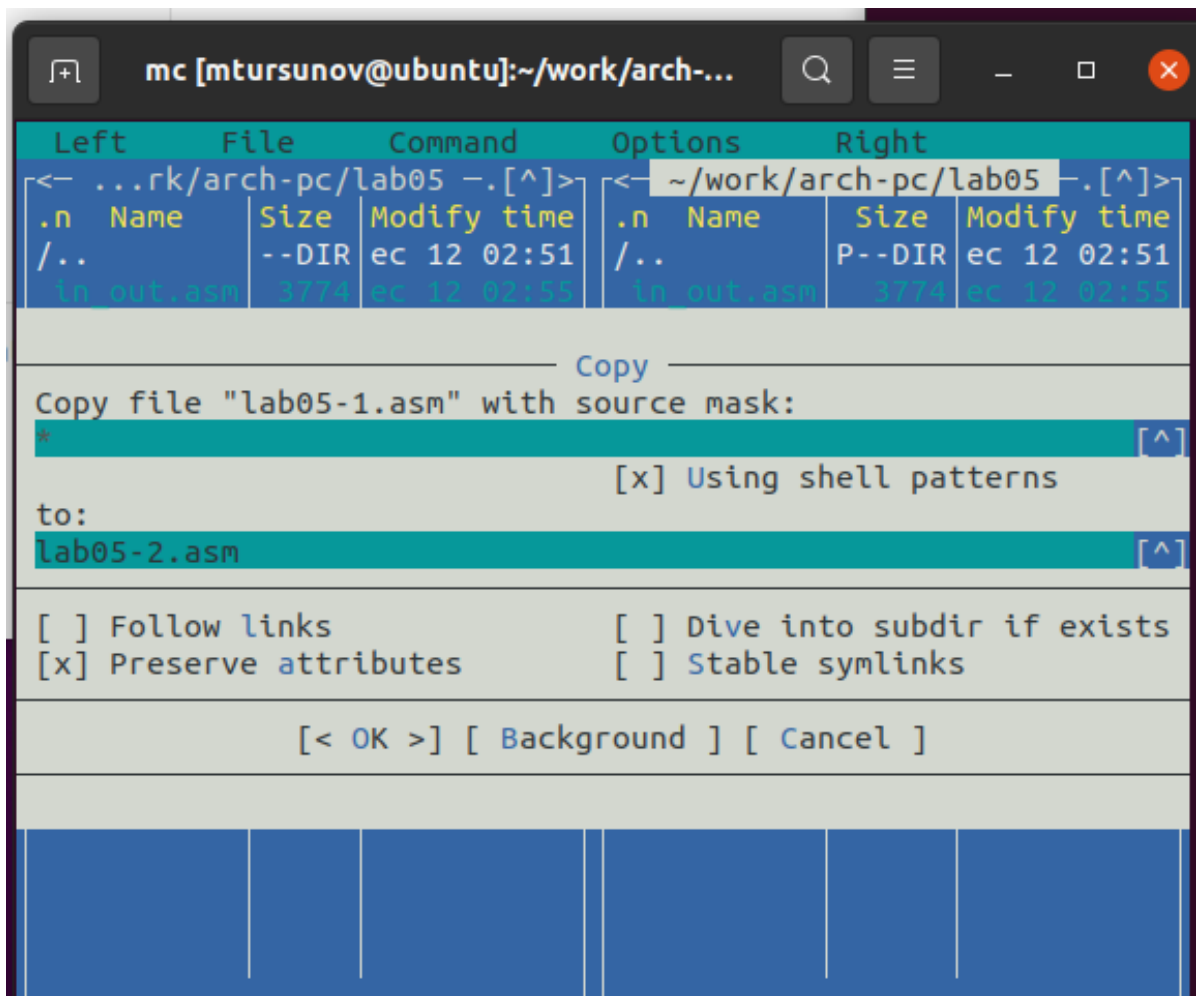 mc [mtursunov@ubuntu]:~/work/arch-...
Left File Command Options Right
<— ...rk/arch-pc/lab05 —.[^]> <— ~/work/arch-pc/lab05 —.[^]>
.n Name Size Modify time .n Name Size Modify time
/.. --DIR ec 12 02:51 /.. P--DIR ec 12 02:51
in_out.asm 3774 ec 12 02:55 in_out.asm 3774 ec 12 02:55
Copy
Copy file "lab05-1.asm" with source mask:
* [^]
[x] Using shell patterns
to:
lab05-2.asm [^]
[ ] Follow links [ ] Dive into subdir if exists
[x] Preserve attributes [ ] Stable symlinks
[< OK >] [ Background ] [ Cancel ]